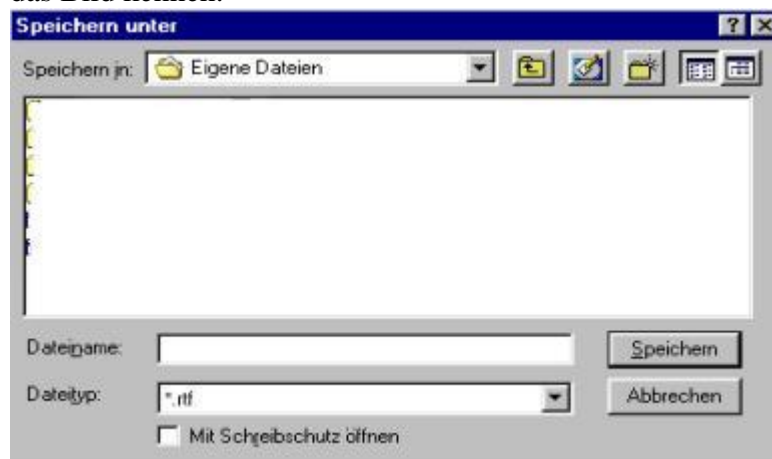 Speichern unter
Speichern in: Eigene Dateien
Dateiname:
Speichern
Dateityp: *.rtf
Abbrechen
Mit Schreibschutz öffnen